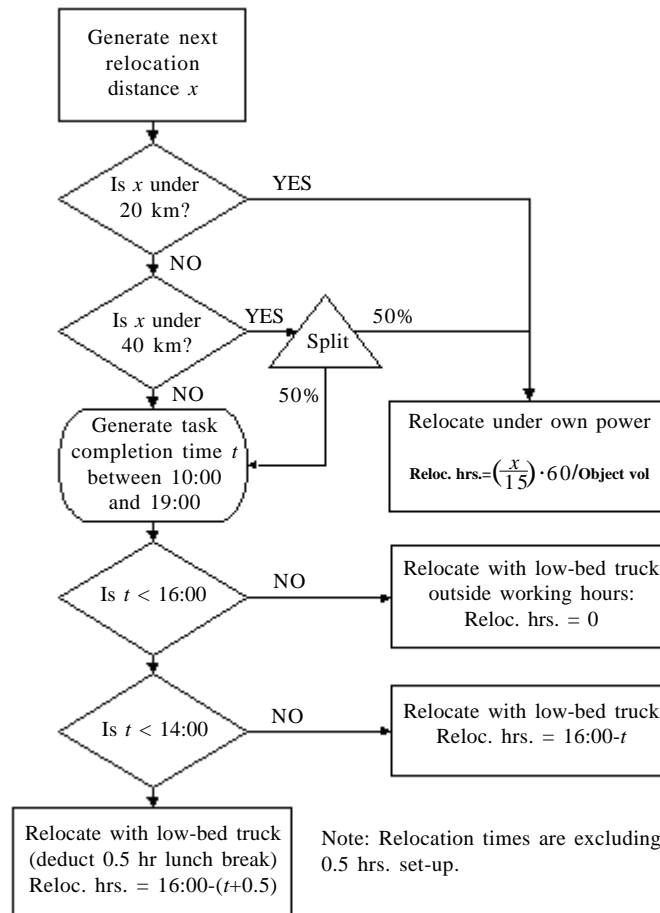 Generate next
relocation
distance x
Is x under
20 km?
YES
NO
Is x under
40 km?
YES
Split
50%
50%
NO
Generate task
completion time t
between 10:00
and 19:00
Relocate under own power
Reloc. hrs.=(x/15)·60/Object vol
Is t < 16:00
NO
Relocate with low-bed truck
outside working hours:
Reloc. hrs. = 0
Is t < 14:00
NO
Relocate with low-bed truck
Reloc. hrs. = 16:00-t
Relocate with low-bed truck
(deduct 0.5 hr lunch break)
Reloc. hrs. = 16:00-(t+0.5)
Note: Relocation times are excluding
0.5 hrs. set-up.